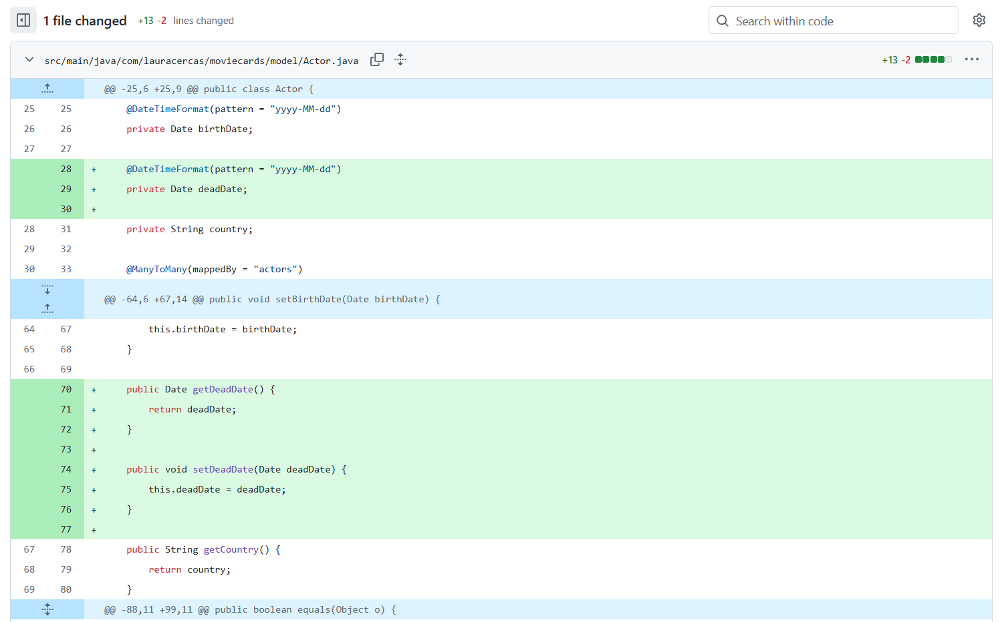 1 file changed +13 -2 lines changed
Search within code
src/main/java/com/lauracercas/moviecards/model/Actor.java
+13 -2
@@ -25,6 +25,9 @@ public class Actor {
25 25 @DateTimeFormat(pattern = "yyyy-MM-dd")
26 26 private Date birthDate;
27 27
28 + @DateTimeFormat(pattern = "yyyy-MM-dd")
29 + private Date deadDate;
30 +
28 31 private String country;
29 32
30 33 @ManyToMany(mappedBy = "actors")
@@ -64,6 +67,14 @@ public void setBirthDate(Date birthDate) {
64 67 this.birthDate = birthDate;
65 68 }
66 69
70 + public Date getDeadDate() {
71 + return deadDate;
72 + }
73 +
74 + public void setDeadDate(Date deadDate) {
75 + this.deadDate = deadDate;
76 + }
77 +
67 78 public String getCountry() {
68 79 return country;
69 80 }
@@ -88,11 +99,11 @@ public boolean equals(Object o) {